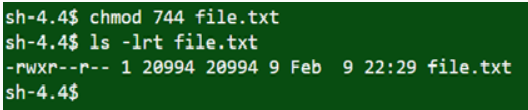 sh-4.4$ chmod 744 file.txt
sh-4.4$ ls -lrt file.txt
-rwxr--r-- 1 20994 20994 9 Feb  9 22:29 file.txt
sh-4.4$